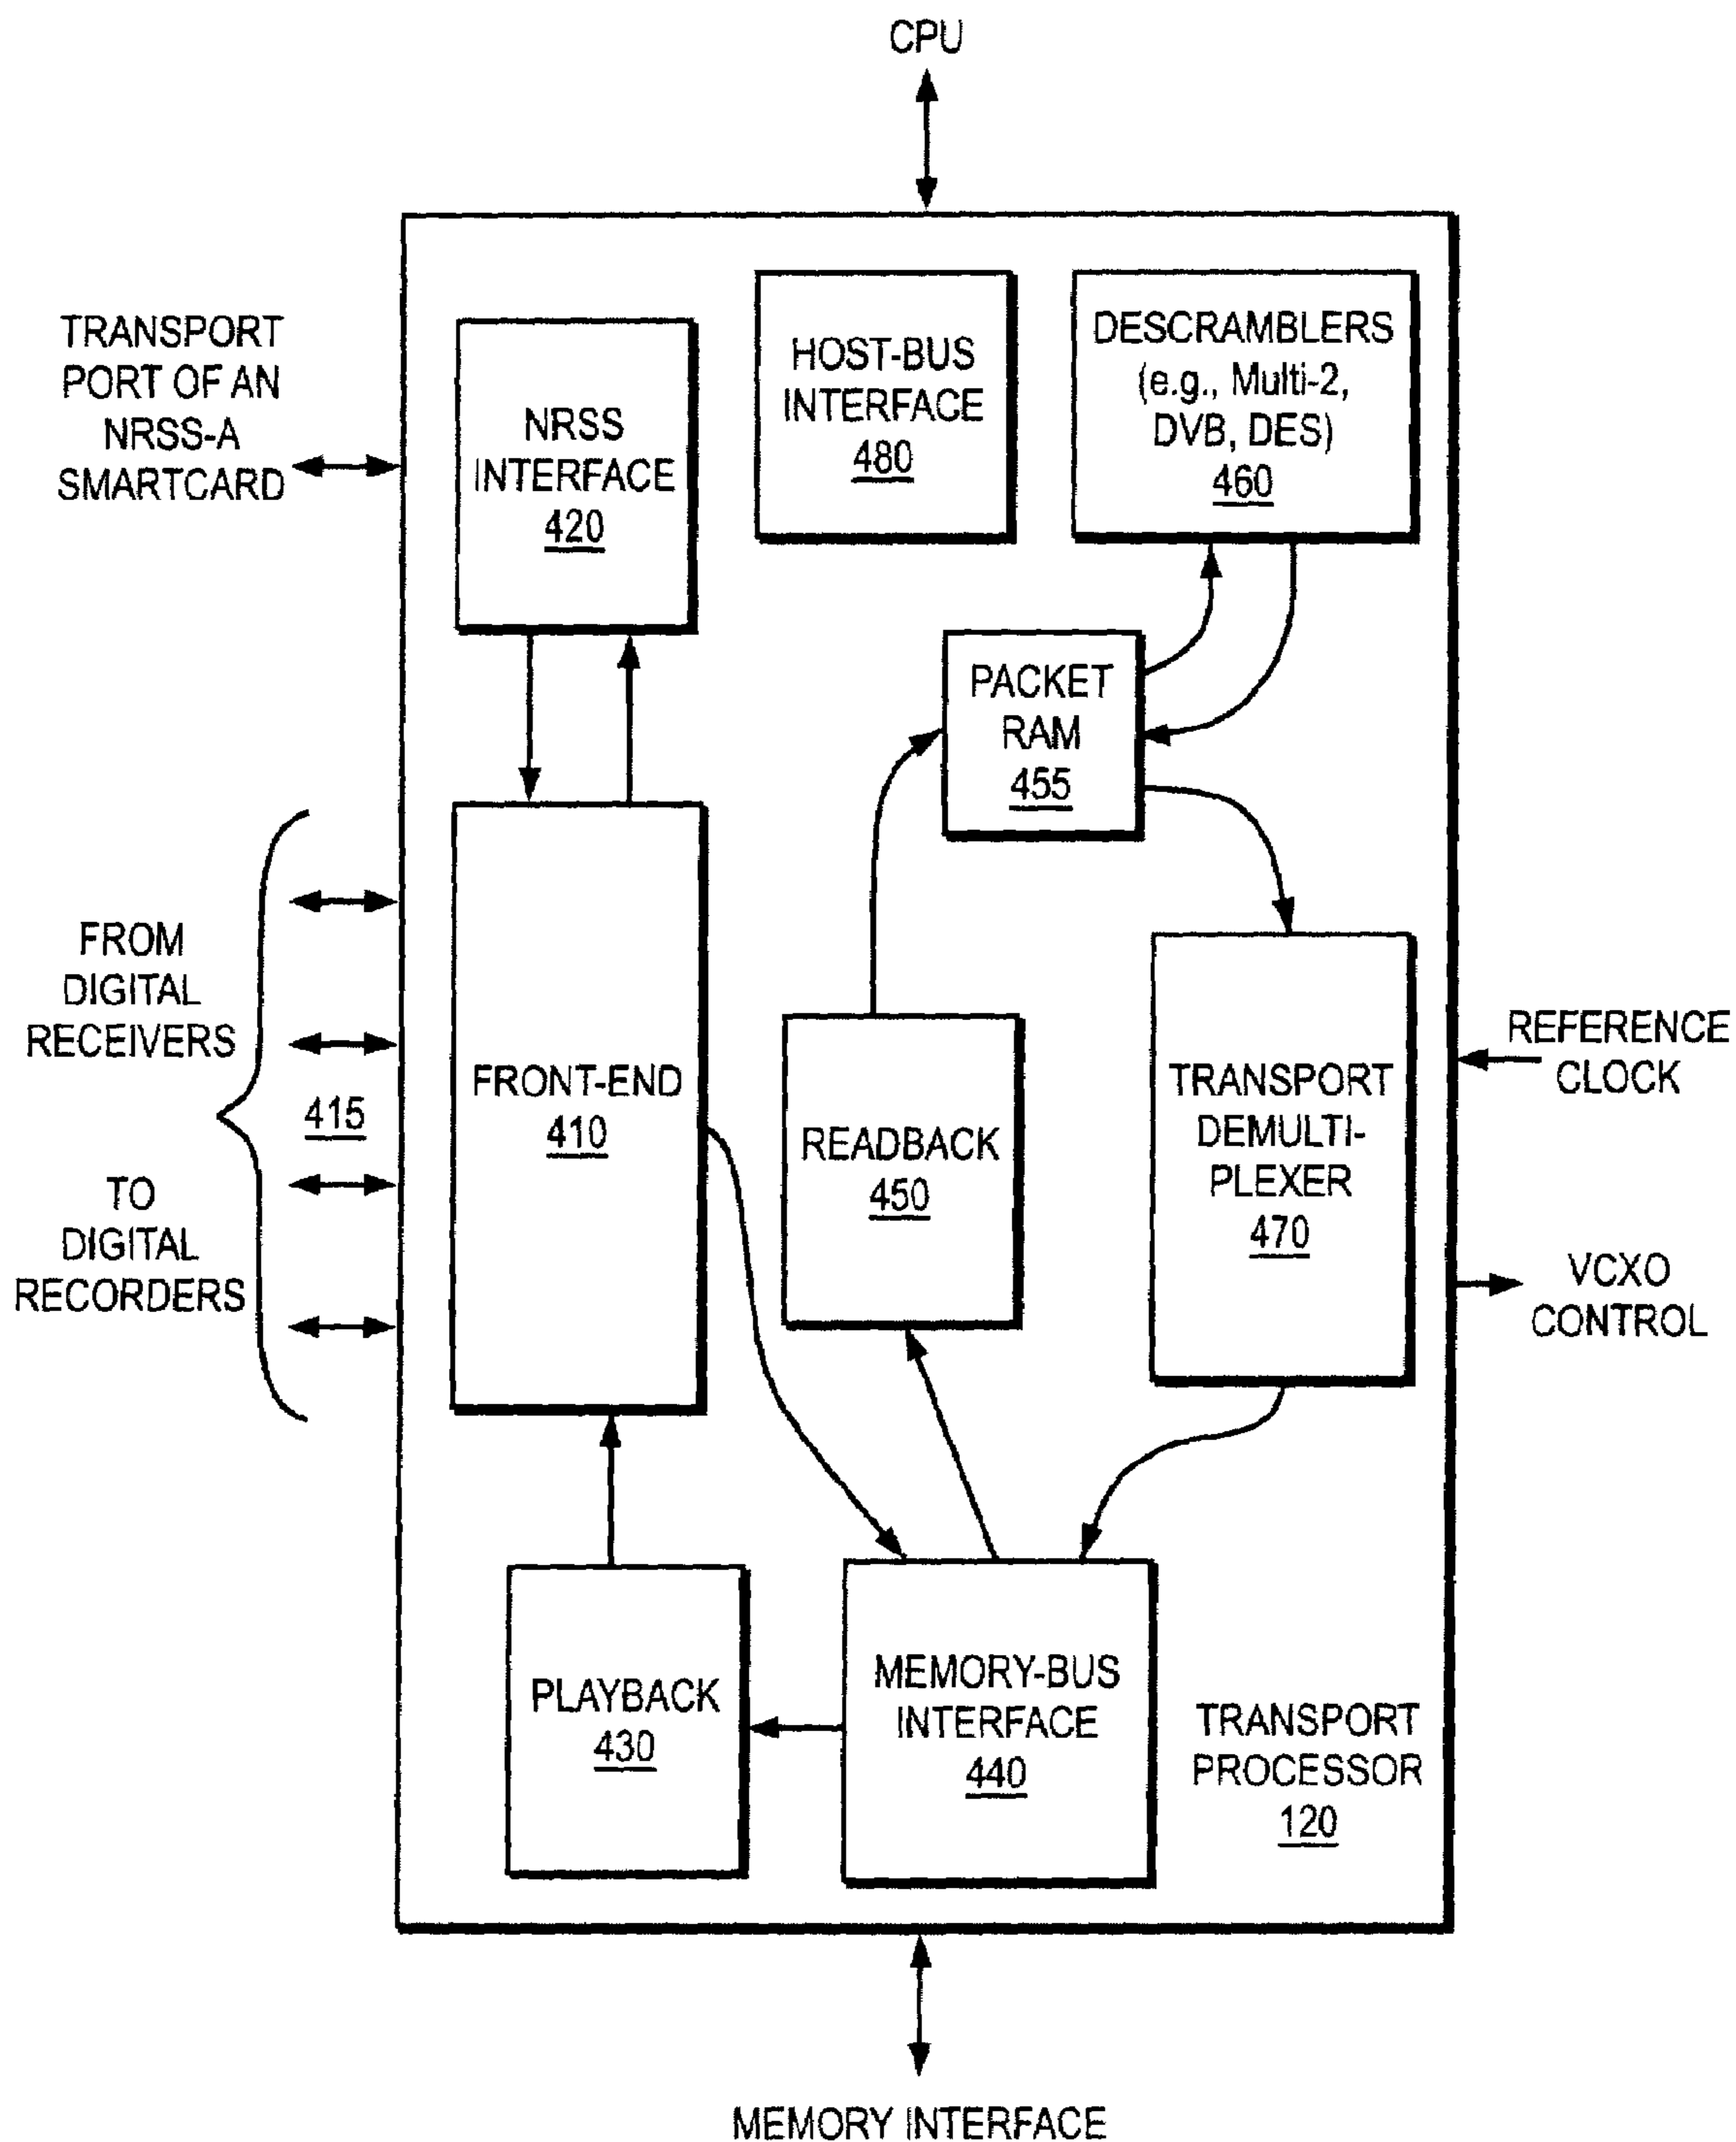 CPU
TRANSPORT
PORT OF AN
NRSS-A
SMARTCARD
NRSS
INTERFACE
420
HOST-BUS
INTERFACE
480
DESCRAMBLERS
(e.g., Multi-2,
DVB, DES)
460
PACKET
RAM
455
FROM
DIGITAL
RECEIVERS
415
TO
DIGITAL
RECORDERS
FRONT-END
410
READBACK
450
TRANSPORT
DEMULTI-
PLEXER
470
REFERENCE
CLOCK
VCXO
CONTROL
PLAYBACK
430
MEMORY-BUS
INTERFACE
440
TRANSPORT
PROCESSOR
120
MEMORY INTERFACE